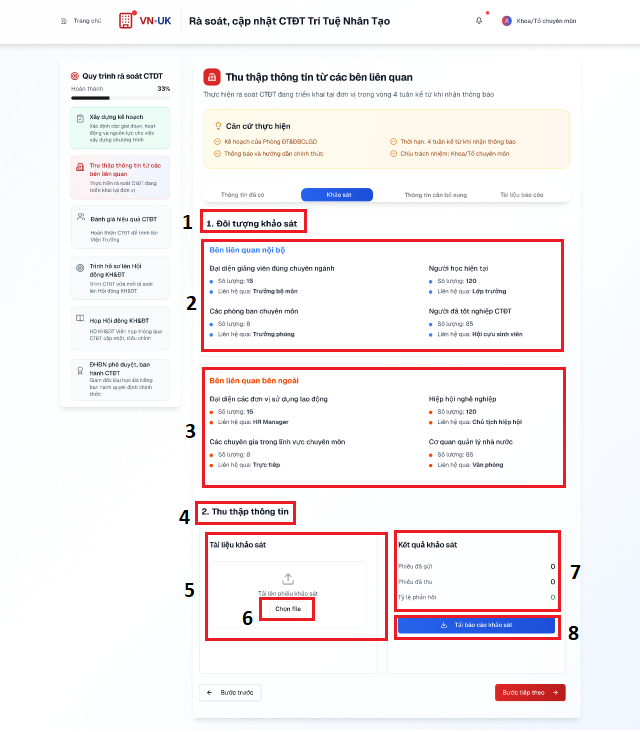 Trang chủ
VN-UK
Rà soát, cập nhật CTĐT Trí Tuệ Nhân Tạo
Khoa/Tổ chuyên môn
Quy trình rà soát CTĐT
Hoàn thành 33%
Xây dựng kế hoạch
Xác định các giai đoạn, hoạt
động và nguồn lực cho việc
xây dựng chương trình
Thu thập thông tin từ các
bên liên quan
Thực hiện rà soát CTĐT đang
triển khai tại đơn vị
Đánh giá hiệu quả CTĐT
Hoàn thiện CTĐT để trình lên
Viện Trưởng
Trình hồ sơ lên Hội
đồng KH&ĐT
Trình CTĐT vừa mới rà soát
lên Hội đồng KH&ĐT
Họp Hội đồng KH&ĐT
HĐ KH&ĐT Viện họp thông qua
CTĐT cập nhật, điều chỉnh
ĐHĐN phê duyệt, ban
hành CTĐT
Giám đốc Đại học Đà Nẵng
ban hành quyết định chính
thức
Thu thập thông tin từ các bên liên quan
Thực hiện rà soát CTĐT đang triển khai tại đơn vị trong vòng 4 tuần kể từ khi nhận thông báo
Căn cứ thực hiện
Kế hoạch của Phòng ĐT&ĐBCLGD
Thời hạn: 4 tuần kể từ khi nhận thông báo
Thông báo và hướng dẫn chính thức
Chịu trách nhiệm: Khoa/Tổ chuyên môn
Thông tin đã có
Khảo sát
Thông tin cần bổ sung
Tài liệu báo cáo
1
1. Đối tượng khảo sát
2
Bên liên quan nội bộ
Đại diện giảng viên đúng chuyên ngành
Số lượng: 15
Liên hệ qua: Trưởng bộ môn
Người học hiện tại
Số lượng: 120
Liên hệ qua: Lớp trưởng
Các phòng ban chuyên môn
Số lượng: 8
Liên hệ qua: Trưởng phòng
Người đã tốt nghiệp CTĐT
Số lượng: 85
Liên hệ qua: Hội cựu sinh viên
3
Bên liên quan bên ngoài
Đại diện các đơn vị sử dụng lao động
Số lượng: 15
Liên hệ qua: HR Manager
Hiệp hội nghề nghiệp
Số lượng: 120
Liên hệ qua: Chủ tịch hiệp hội
Các chuyên gia trong lĩnh vực chuyên môn
Số lượng: 8
Liên hệ qua: Trực tiếp
Cơ quan quản lý nhà nước
Số lượng: 85
Liên hệ qua: Văn phòng
4
2. Thu thập thông tin
5
Tài liệu khảo sát
Tải lên phiếu khảo sát
6
Chọn file
7
Kết quả khảo sát
Phiếu đã gửi 0
Phiếu đã thu 0
Tỷ lệ phản hồi 0
8
Tải báo cáo khảo sát
Bước trước
Bước tiếp theo